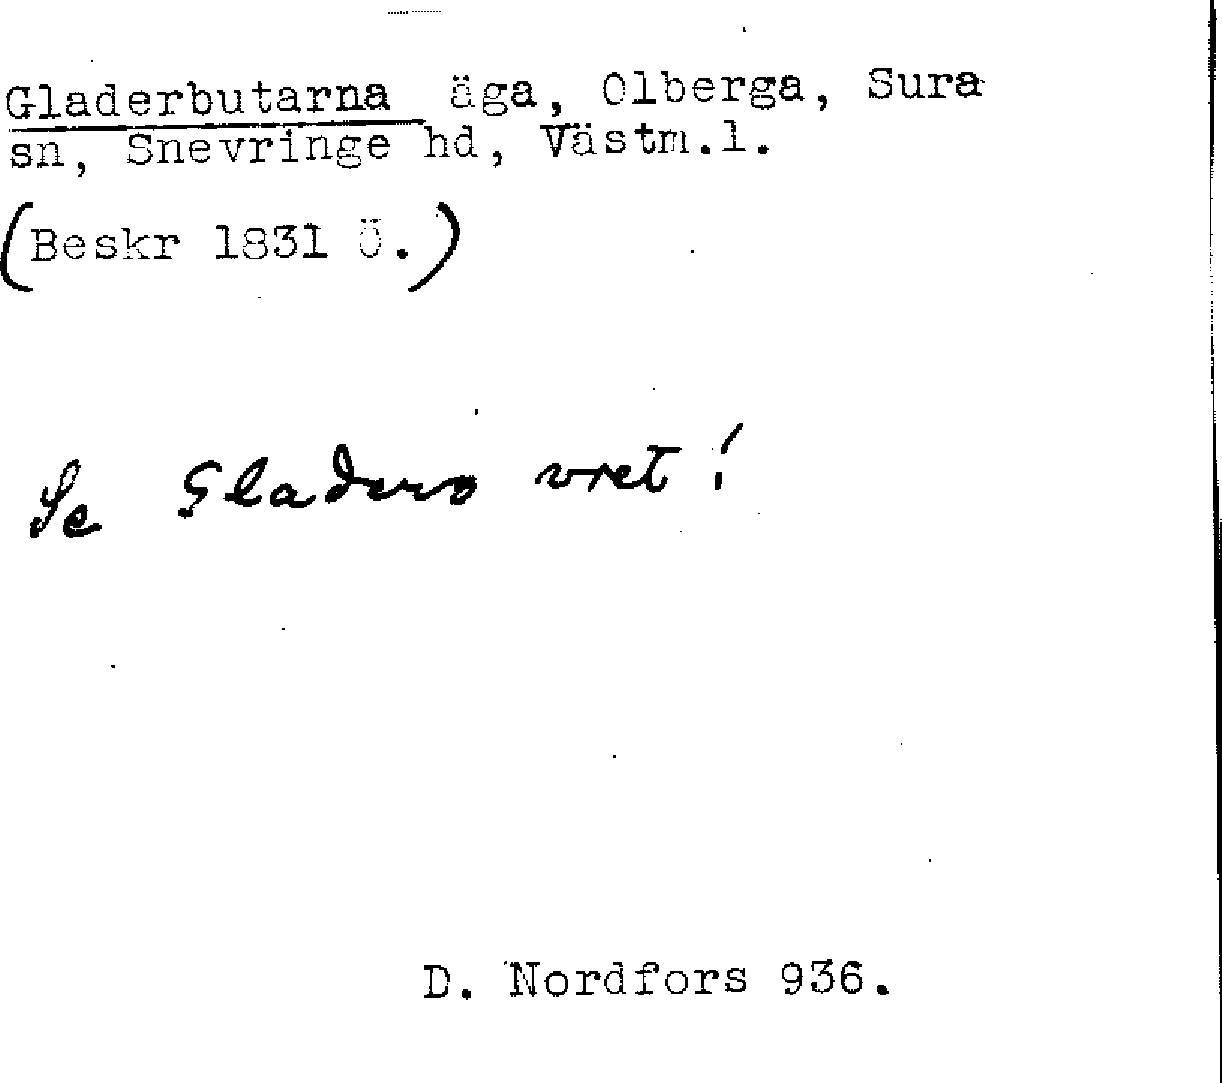 Gladerbutarna äga, Olberga, Sura
sn, Snevringe hd, Västm.l.
(Beskr 1831 Ö.)
Se Gladers vret!
D. Nordfors 936.